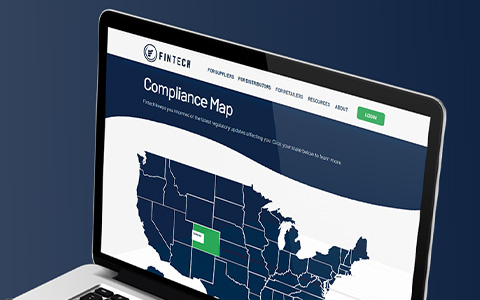 FINTECH
FOR SUPPLIERS FOR DISTRIBUTORS FOR RETAILERS RESOURCES ABOUT LOGIN
Compliance Map
Fintech keeps you informed of the latest regulatory updates affecting you. Click your state below to learn more.